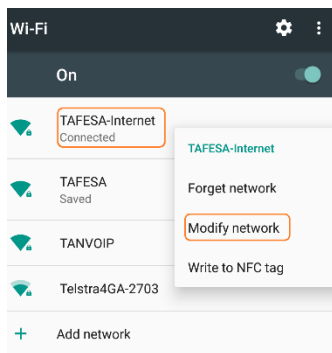 Wi-Fi
On
TAFESA-Internet
Connected
TAFESA-Internet
TAFESA
Saved
Forget network
Modify network
TANVOIP
Write to NFC tag
Telstra4GA-2703
+ Add network